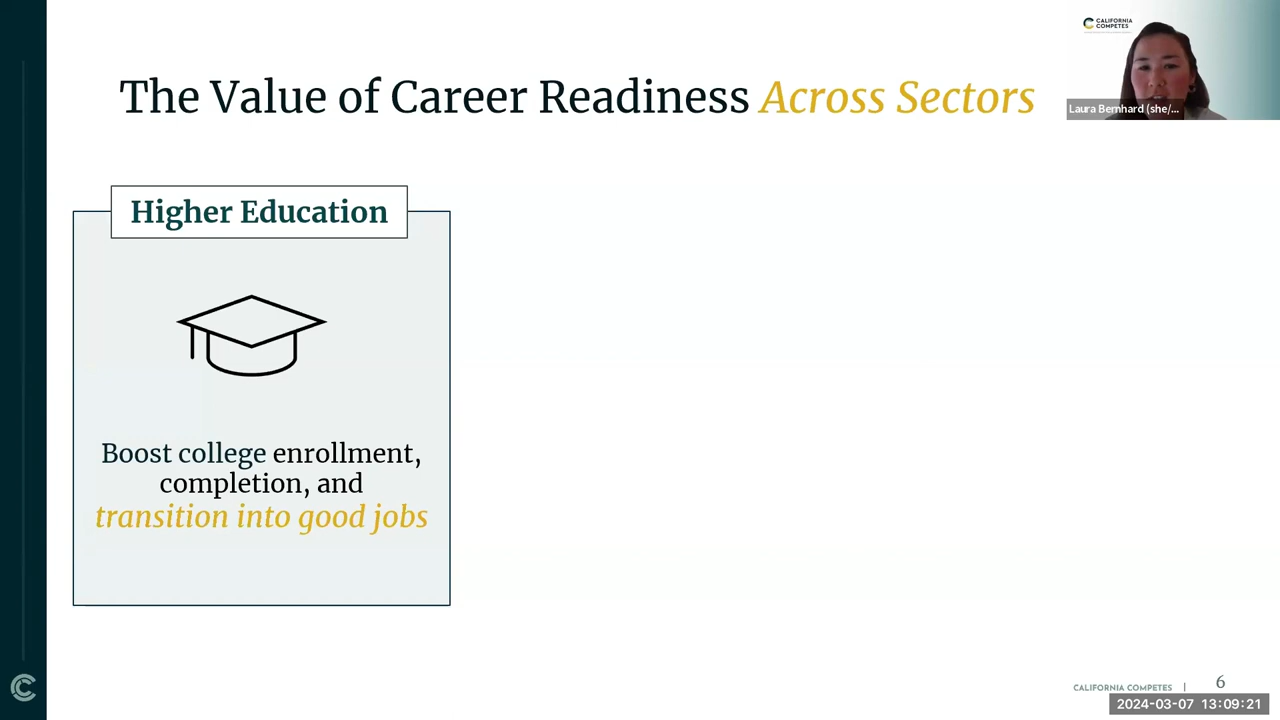 CALIFORNIA
COMPETES
The Value of Career Readiness Across Sectors
Laura Bernhard (she/...
Higher Education
Boost college enrollment,
completion, and
transition into good jobs
CALIFORNIA COMPETES | 6
2024-03-07 13:09:21